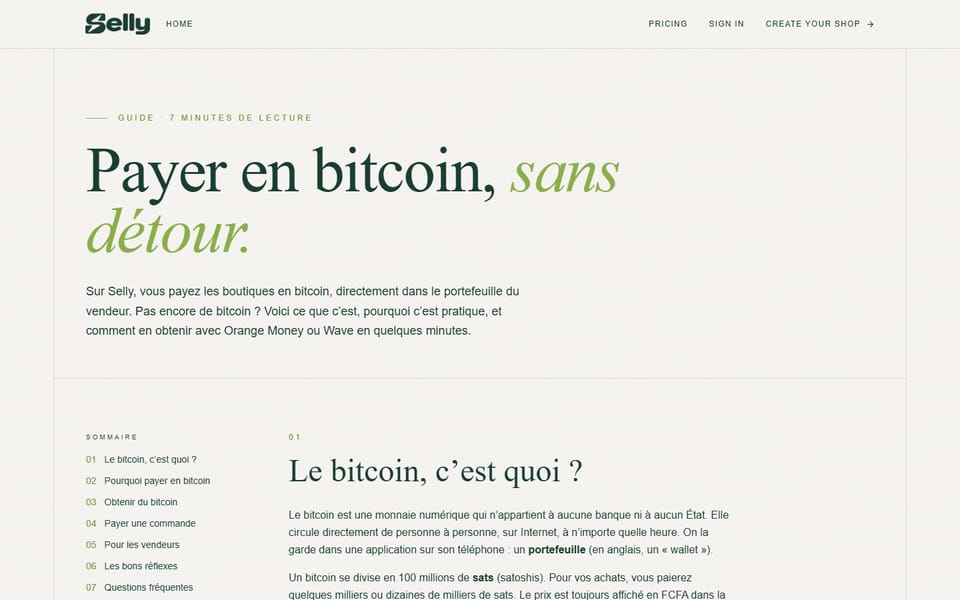 Selly
HOME
PRICING
SIGN IN
CREATE YOUR SHOP →
GUIDE · 7 MINUTES DE LECTURE
Payer en bitcoin, sans
détour.
Sur Selly, vous payez les boutiques en bitcoin, directement dans le portefeuille du
vendeur. Pas encore de bitcoin ? Voici ce que c’est, pourquoi c’est pratique, et
comment en obtenir avec Orange Money ou Wave en quelques minutes.
SOMMAIRE
01 Le bitcoin, c’est quoi ?
02 Pourquoi payer en bitcoin
03 Obtenir du bitcoin
04 Payer une commande
05 Pour les vendeurs
06 Les bons réflexes
07 Questions fréquentes
01
Le bitcoin, c’est quoi ?
Le bitcoin est une monnaie numérique qui n’appartient à aucune banque ni à aucun État. Elle
circule directement de personne à personne, sur Internet, à n’importe quelle heure. On la
garde dans une application sur son téléphone : un portefeuille (en anglais, un « wallet »).
Un bitcoin se divise en 100 millions de sats (satoshis). Pour vos achats, vous paierez
quelques milliers ou dizaines de milliers de sats. Le prix est toujours affiché en FCFA dans la